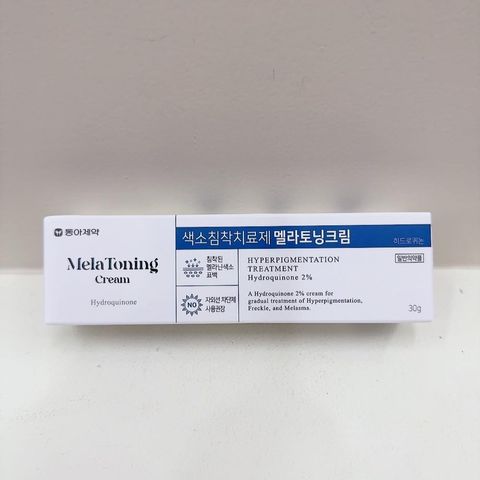 동아제약
MelaToning
Cream
Hydroquinone
색소침착치료제 멜라토닝크림
히드로퀴논
침착된
멜라닌색소
표백
NO
자외선 차단제
사용권장
HYPERPIGMENTATION
TREATMENT
Hydroquinone 2%
일반의약품
A Hydroquinone 2% cream for
gradual treatment of Hyperpigmentation,
Freckle, and Melasma.
30g